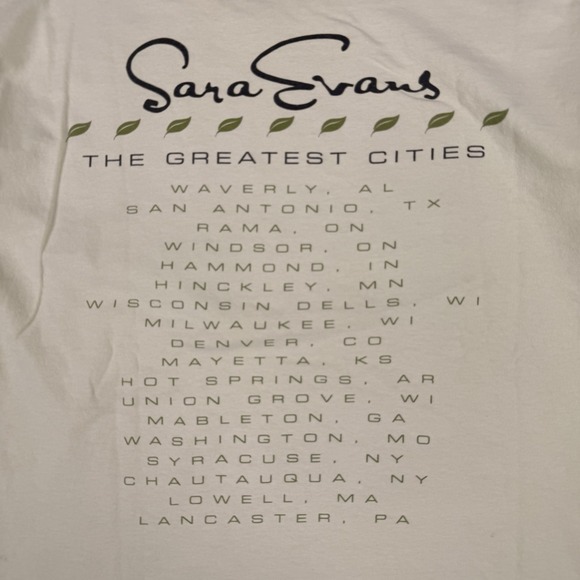 Sara Evans
THE GREATEST CITIES
WAVERLY, AL
SAN ANTONIO, TX
RAMA, ON
WINDSOR, ON
HAMMOND, IN
HINCKLEY, MN
WISCONSIN DELLS, WI
MILWAUKEE, WI
DENVER, CO
MAYETTA, KS
HOT SPRINGS, AR
UNION GROVE, WI
MABLETON, GA
WASHINGTON, MO
SYRACUSE, NY
CHAUTAUQUA, NY
LOWELL, MA
LANCASTER, PA